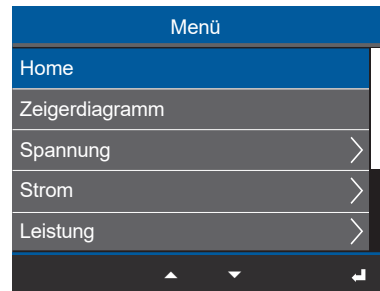 Menü
Home
Zeigerdiagramm
Spannung
Strom
Leistung